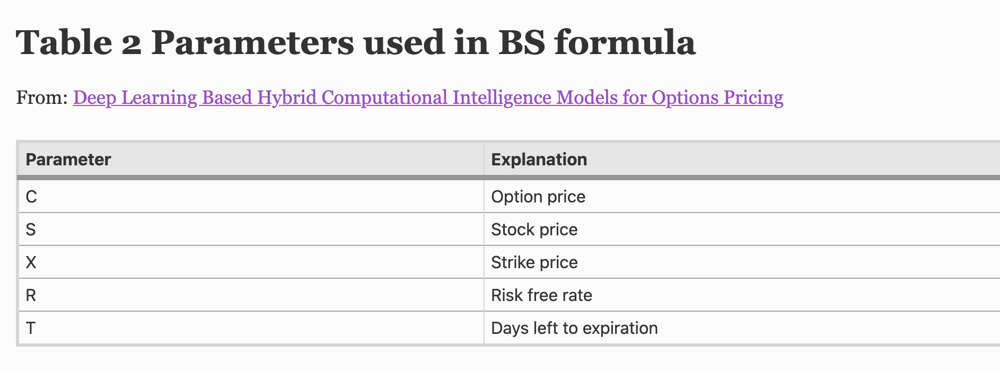 Table 2 Parameters used in BS formula
From: Deep Learning Based Hybrid Computational Intelligence Models for Options Pricing
Parameter Explanation
C Option price
S Stock price
X Strike price
R Risk free rate
T Days left to expiration